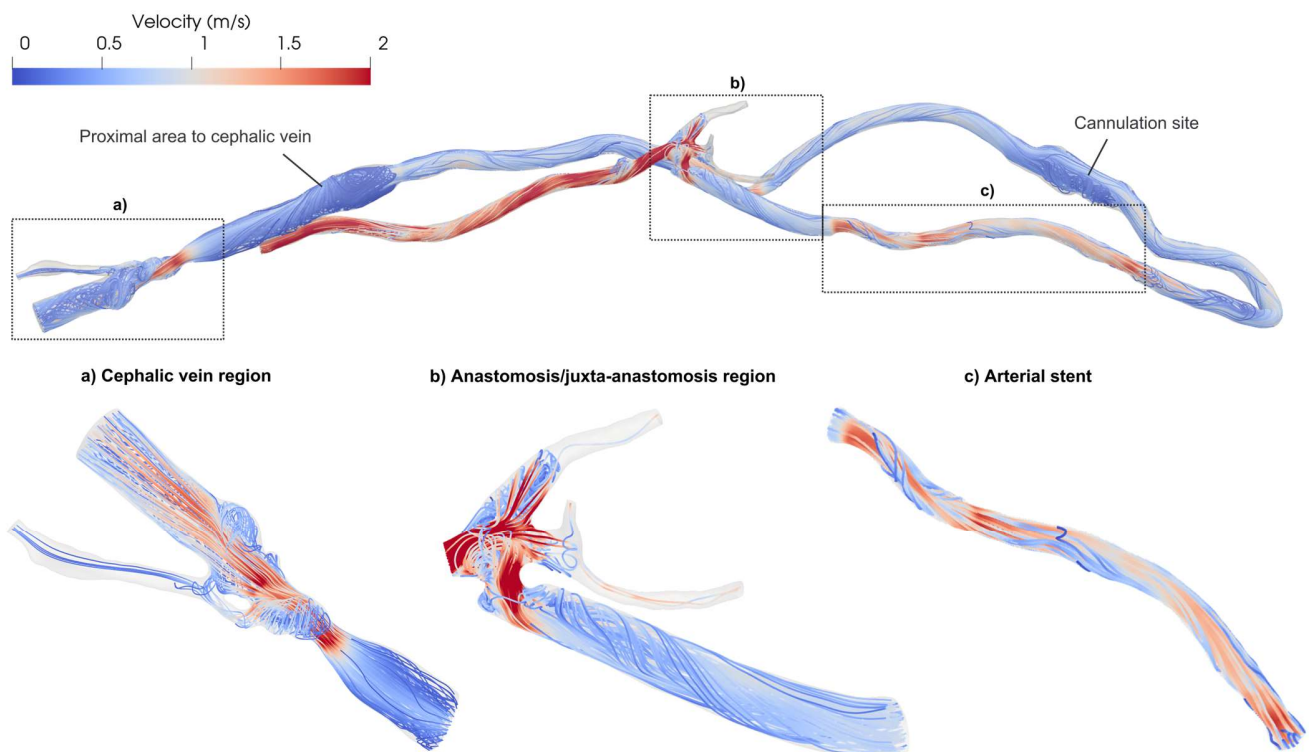 Velocity (m/s)
0 0.5 1 1.5 2
b)
Proximal area to cephalic vein
Cannulation site
a)
c)
a) Cephalic vein region
b) Anastomosis/juxta-anastomosis region
c) Arterial stent